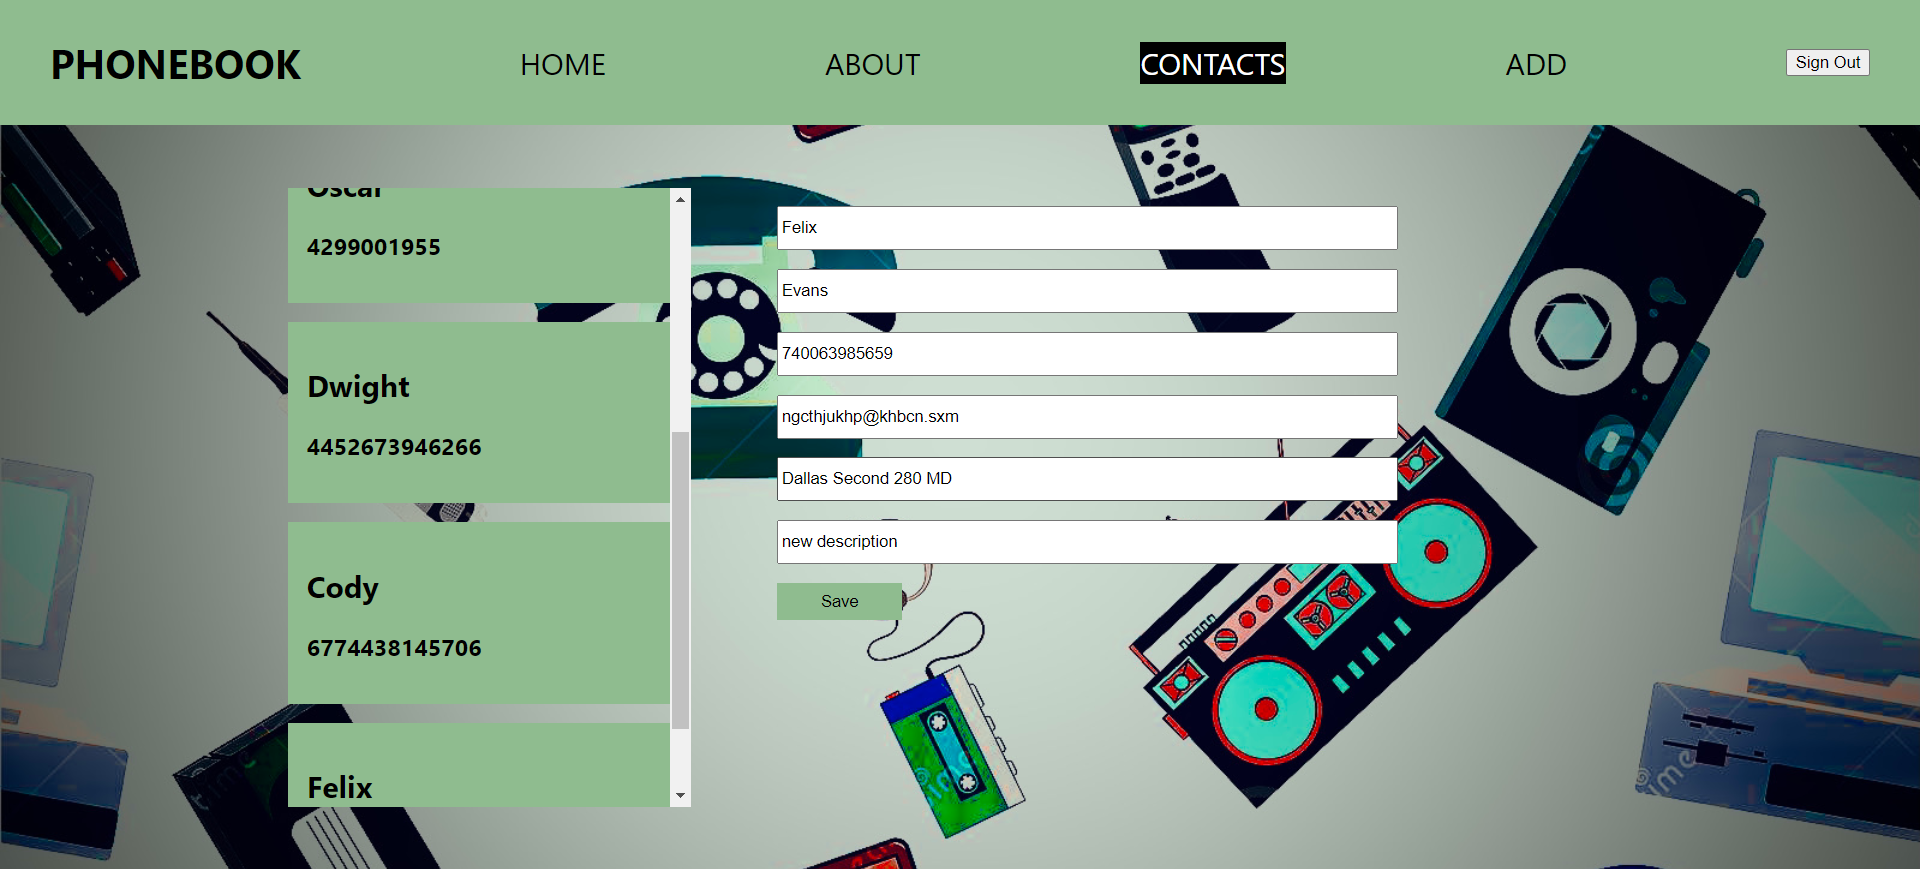 PHONEBOOK
HOME
ABOUT
CONTACTS
ADD
Sign Out
Oscar
4299001955
Dwight
4452673946266
Cody
6774438145706
Felix
Felix
Evans
740063985659
ngcthjukhp@khbcn.sxm
Dallas Second 280 MD
new description
Save